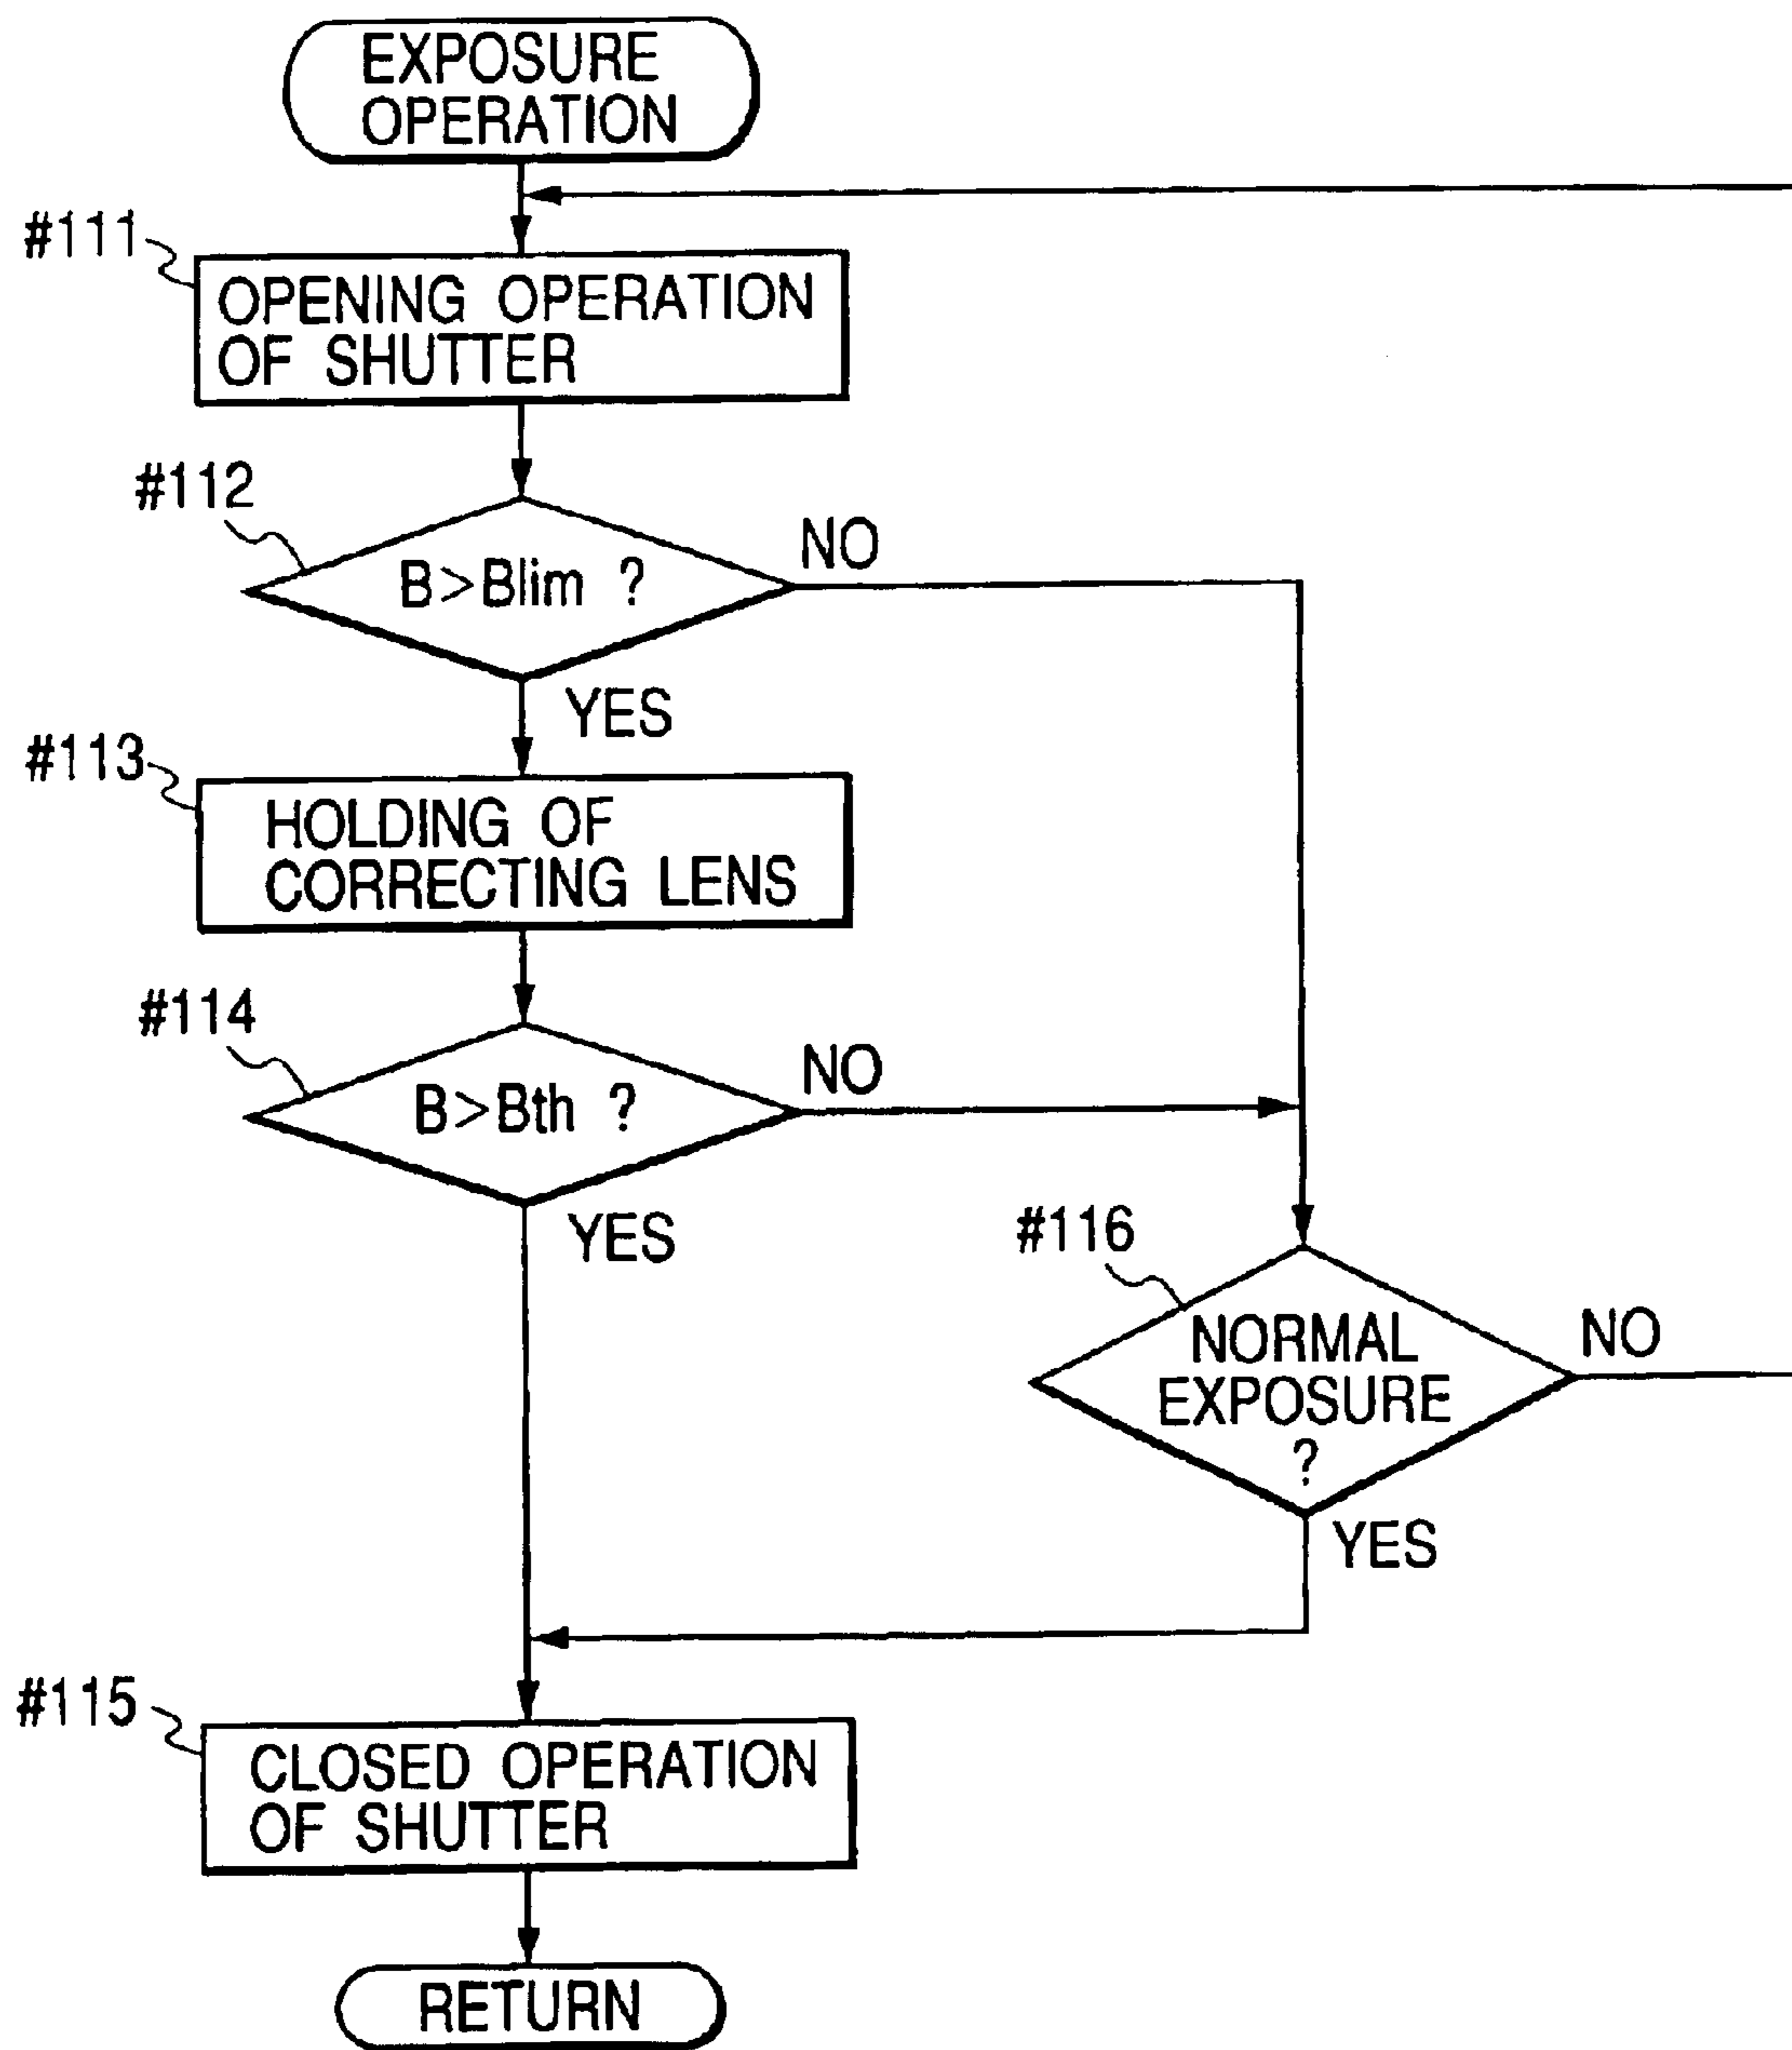 EXPOSURE
OPERATION
#111
OPENING OPERATION
OF SHUTTER
#112
B>Blim ?
NO
YES
#113
HOLDING OF
CORRECTING LENS
#114
B>Bth ?
NO
YES
#116
NORMAL
EXPOSURE
?
NO
YES
#115
CLOSED OPERATION
OF SHUTTER
RETURN